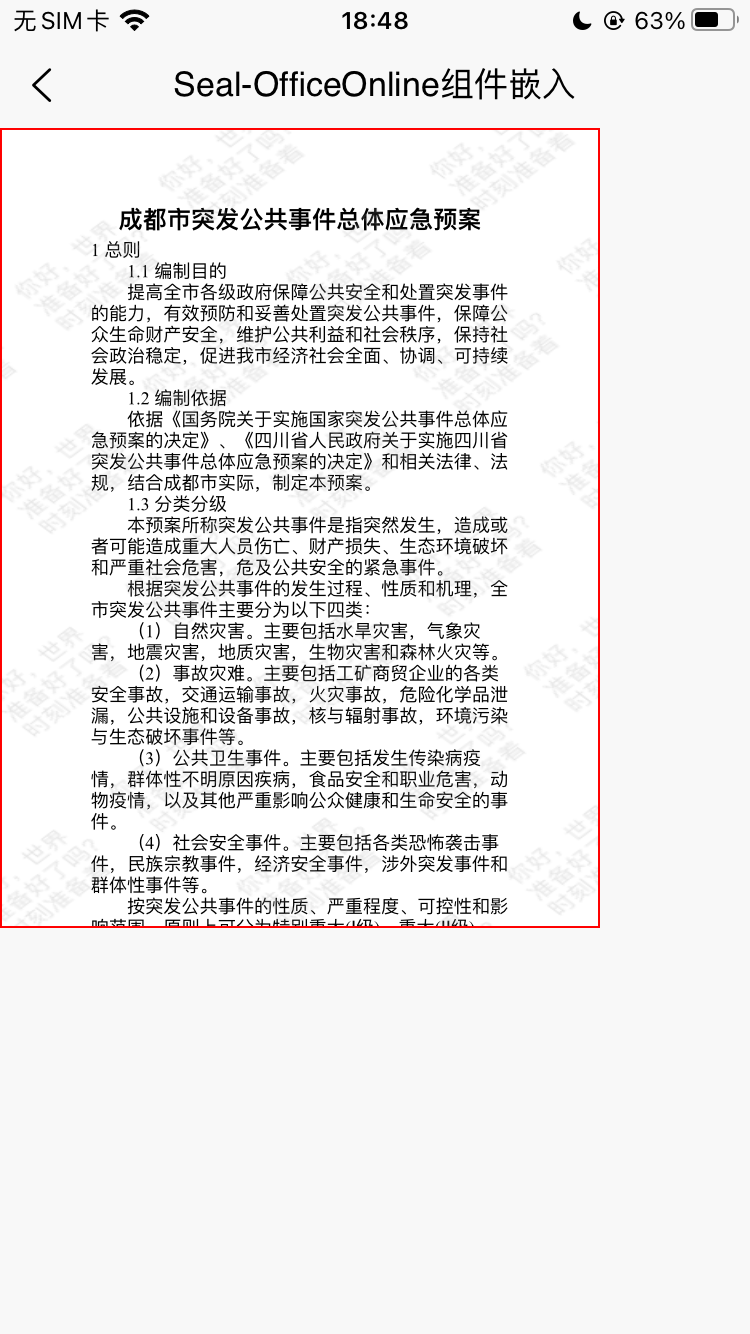 无SIM卡 18:48 63%
Seal-OfficeOnline组件嵌入
成都市突发公共事件总体应急预案
1 总则
1.1 编制目的
提高全市各级政府保障公共安全和处置突发事件
的能力，有效预防和妥善处置突发公共事件，保障公
众生命财产安全，维护公共利益和社会秩序，保持社
会政治稳定，促进我市经济社会全面、协调、可持续
发展。
1.2 编制依据
依据《国务院关于实施国家突发公共事件总体应
急预案的决定》、《四川省人民政府关于实施四川省
突发公共事件总体应急预案的决定》和相关法律、法
规，结合成都市实际，制定本预案。
1.3 分类分级
本预案所称突发公共事件是指突然发生，造成或
者可能造成重大人员伤亡、财产损失、生态环境破坏
和严重社会危害，危及公共安全的紧急事件。
根据突发公共事件的发生过程、性质和机理，全
市突发公共事件主要分为以下四类：
（1）自然灾害。主要包括水旱灾害，气象灾
害，地震灾害，地质灾害，生物灾害和森林火灾等。
（2）事故灾难。主要包括工矿商贸企业的各类
安全事故，交通运输事故，火灾事故，危险化学品泄
漏，公共设施和设备事故，核与辐射事故，环境污染
与生态破坏事件等。
（3）公共卫生事件。主要包括发生传染病疫
情，群体性不明原因疾病，食品安全和职业危害，动
物疫情，以及其他严重影响公众健康和生命安全的事
件。
（4）社会安全事件。主要包括各类恐怖袭击事
件，民族宗教事件，经济安全事件，涉外突发事件和
群体性事件等。
按突发公共事件的性质、严重程度、可控性和影
响范围，原则上可分为特别重大(I级)、重大(II级)、
你好，世界
准备好了吗?
时刻准备着